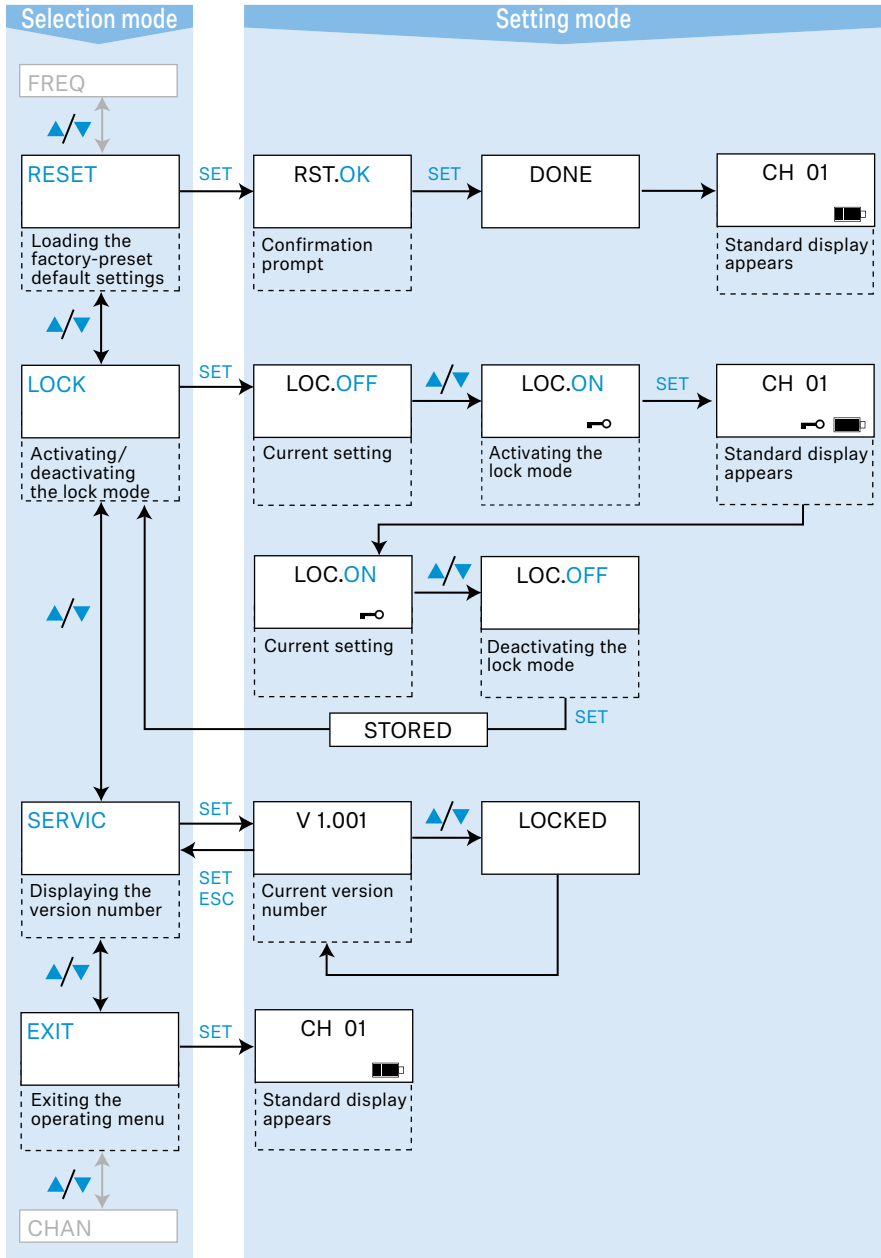 Selection mode
Setting mode
FREQ
▲/▼
RESET
SET
RST.OK
SET
DONE
CH 01
Loading the
factory-preset
default settings
Confirmation
prompt
Standard display
appears
▲/▼
LOCK
SET
LOC.OFF
▲/▼
LOC.ON
SET
CH 01
Activating/
deactivating
the lock mode
Current setting
Activating the
lock mode
Standard display
appears
LOC.ON
▲/▼
LOC.OFF
▲/▼
Current setting
Deactivating the
lock mode
SET
STORED
SERVIC
SET
V 1.001
▲/▼
LOCKED
SET
ESC
Displaying the
version number
Current version
number
▲/▼
EXIT
SET
CH 01
Exiting the
operating menu
Standard display
appears
▲/▼
CHAN